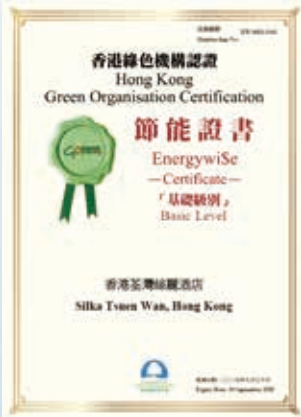 香港綠色機構認證
Hong Kong
Green Organisation Certification
節能證書
Energywi$e
—Certificate—
「基礎級別」
Basic Level
香港荃灣絲麗酒店
Silka Tsuen Wan, Hong Kong